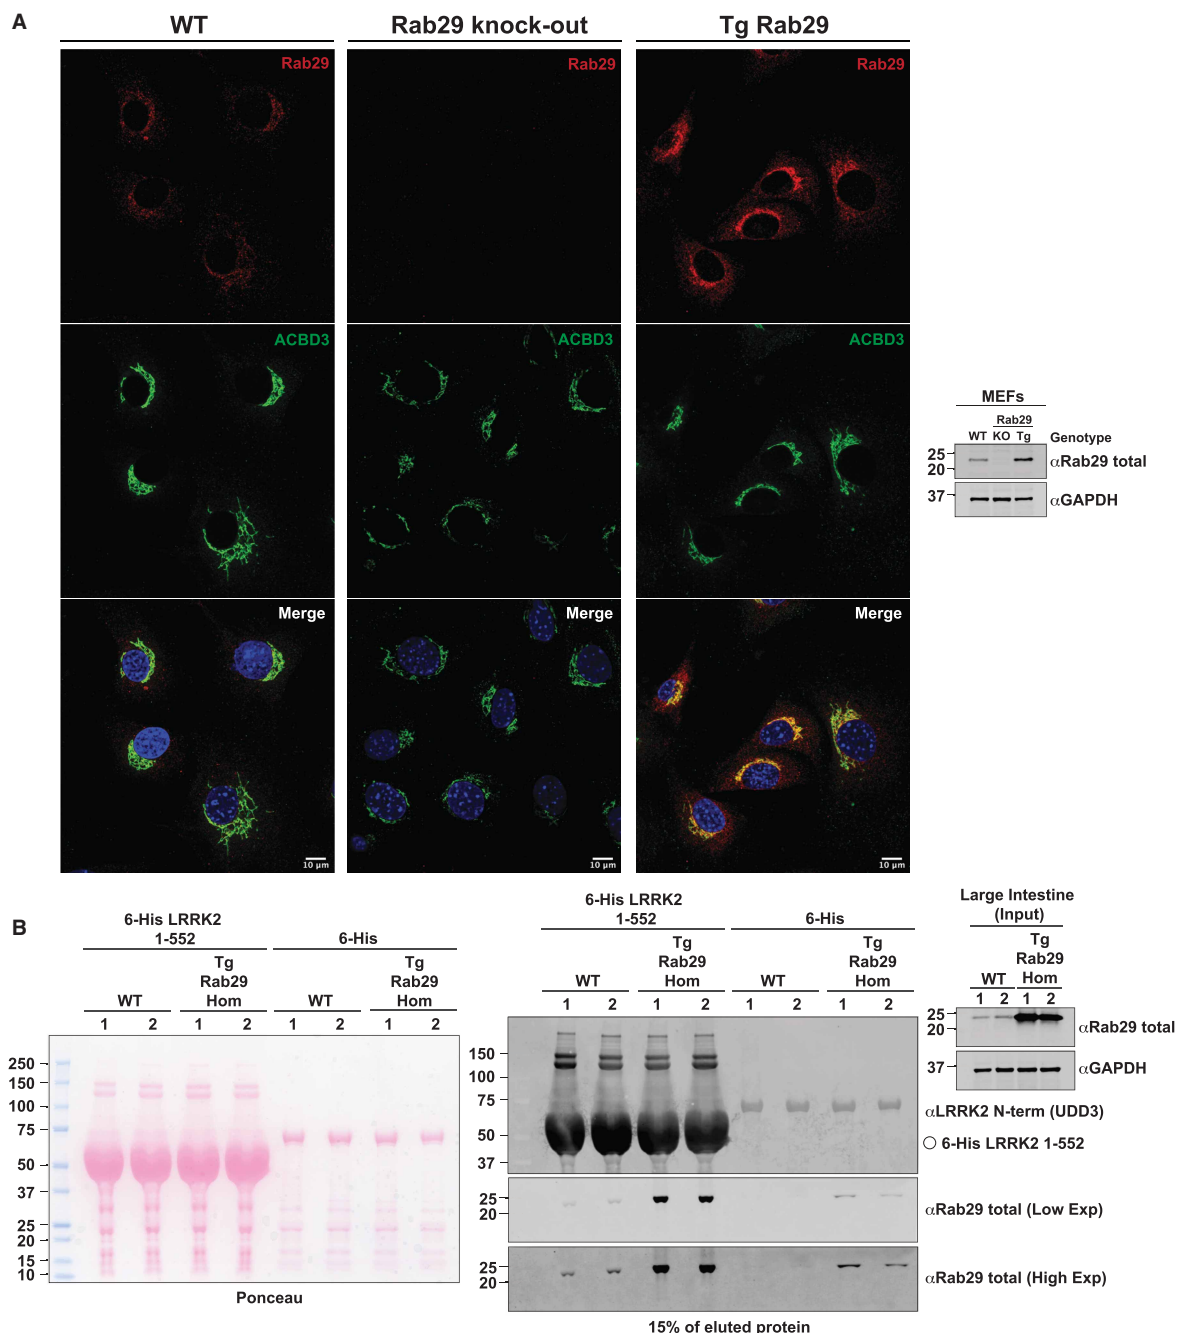 A
WT
Rab29 knock-out
Tg Rab29
Rab29
Rab29
Rab29
ACBD3
ACBD3
ACBD3
Merge
10 µm
Merge
10 µm
Merge
10 µm
MEFs
Rab29
WT KO Tg Genotype
25
20
αRab29 total
37
αGAPDH
B
6-His LRRK2
1-552
6-His
WT
Tg
Rab29
Hom
WT
Tg
Rab29
Hom
1 2 1 2 1 2 1 2
250
150
100
75
50
37
25
20
15
10
Ponceau
6-His LRRK2
1-552
6-His
WT
Tg
Rab29
Hom
WT
Tg
Rab29
Hom
1 2 1 2 1 2 1 2
150
100
75
50
37
αLRRK2 N-term (UDD3)
○ 6-His LRRK2 1-552
25
20
αRab29 total (Low Exp)
25
20
αRab29 total (High Exp)
15% of eluted protein
Large Intestine
(Input)
WT
Tg
Rab29
Hom
1 2 1 2
25
20
αRab29 total
37
αGAPDH